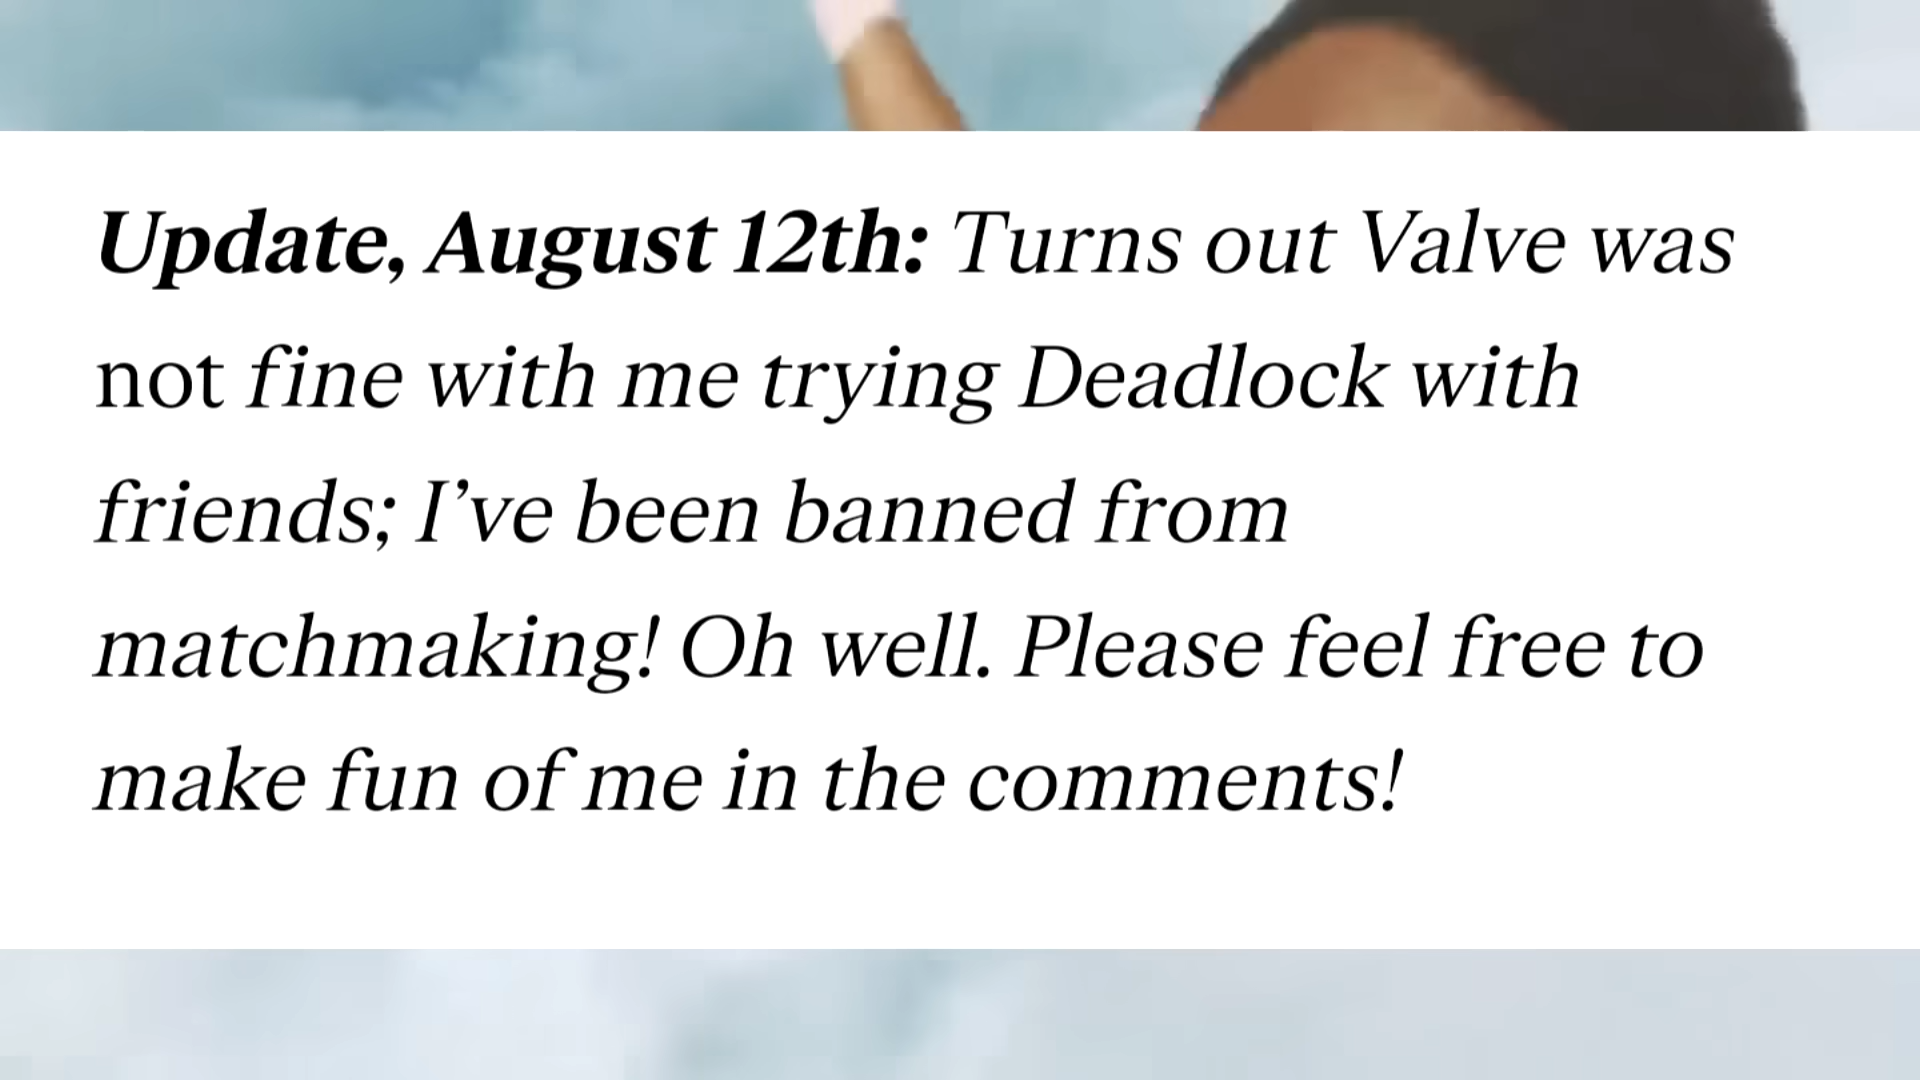 Update, August 12th: Turns out Valve was
not fine with me trying Deadlock with
friends; I’ve been banned from
matchmaking! Oh well. Please feel free to
make fun of me in the comments!